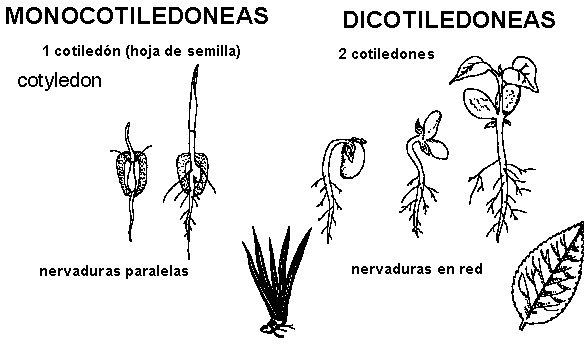 MONOCOTILEDONEAS
1 cotiledón (hoja de semilla)
cotyledon
nervaduras paralelas
DICOTILEDONEAS
2 cotiledones
nervaduras en red